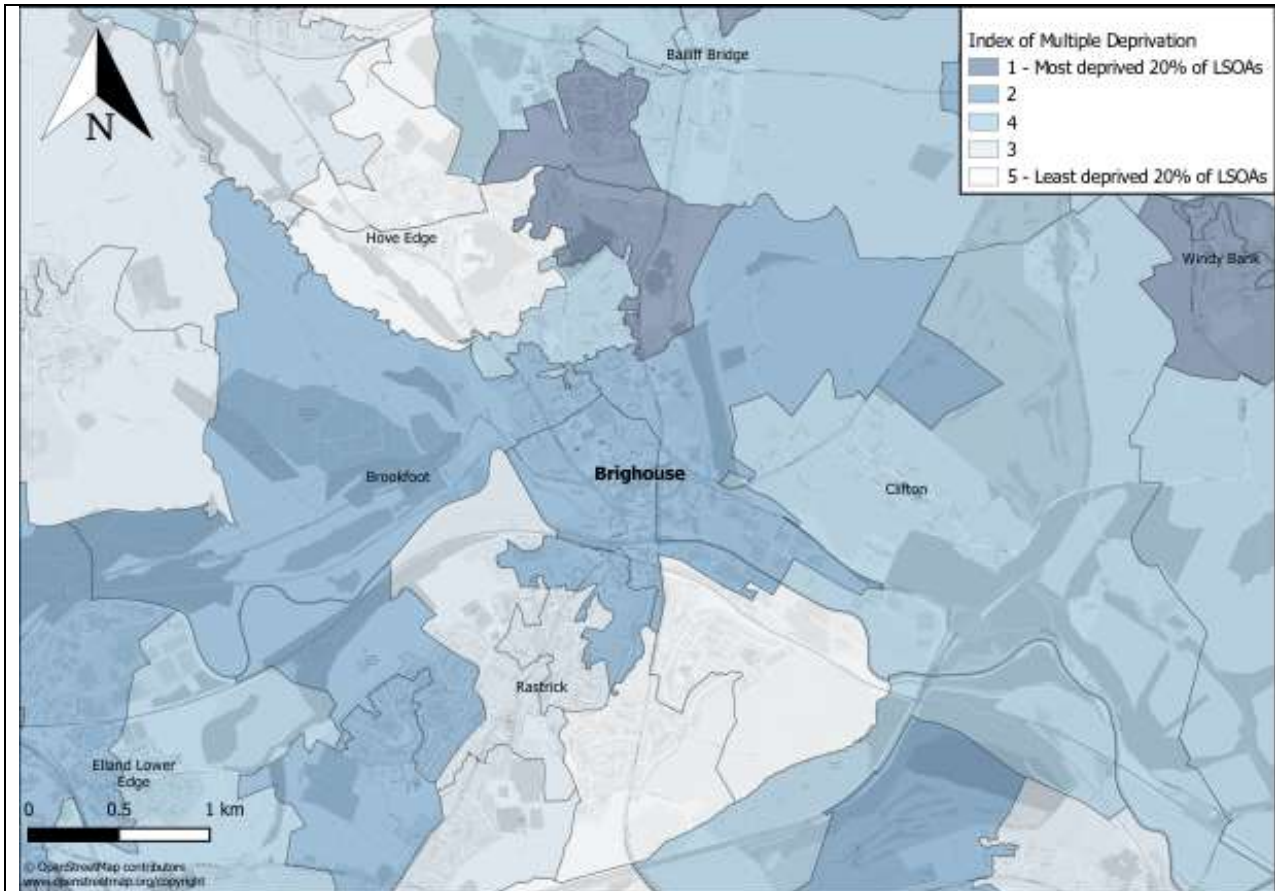 Index of Multiple Deprivation
1 - Most deprived 20% of LSOAs
2
4
3
5 - Least deprived 20% of LSOAs
N
Bailiff Bridge
Hove Edge
Windy Bank
Brookfoot
Brighouse
Clifton
Rastrick
Elland Lower
Edge
0 0.5 1 km
© OpenStreetMap contributors
www.openstreetmap.org/copyright